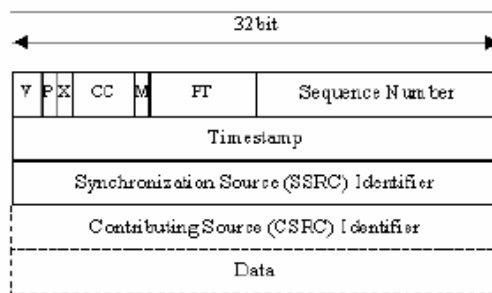 32bit
V P X CC M PT Sequence Number
Timestamp
Synchronization Source (SSRC) Identifier
Contributing Source (CSRC) Identifier
Data